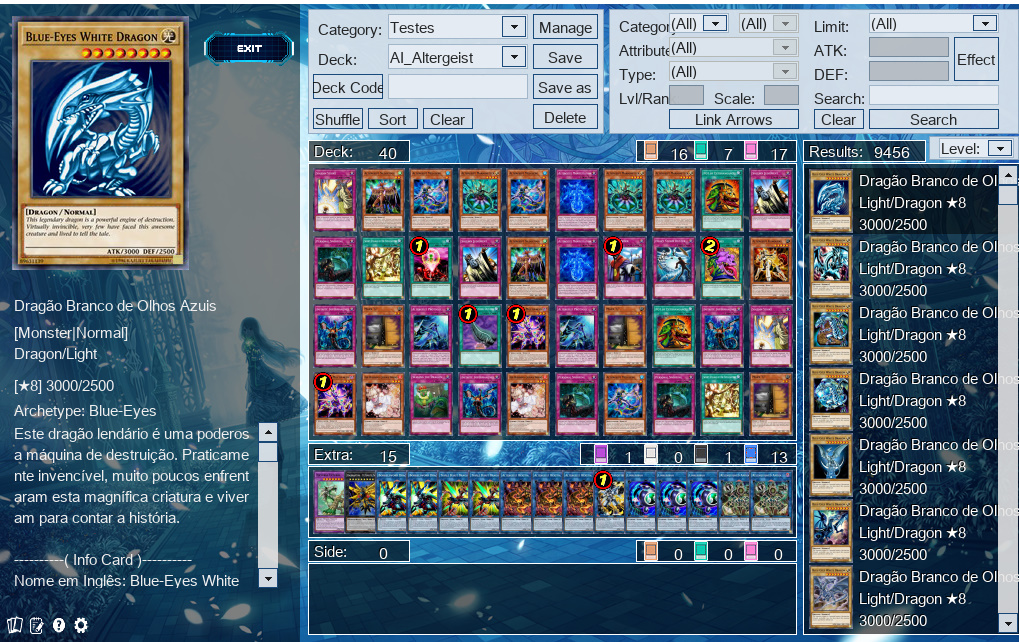 BLUE-EYES WHITE DRAGON
[DRAGON / NORMAL]
This legendary dragon is a powerful engine of destruction.
Virtually invincible, very few have faced this awesome
creature and lived to tell the tale.
ATK/3000 DEF/2500
EXIT
Dragão Branco de Olhos Azuis
[Monster|Normal]
Dragon/Light
[★8] 3000/2500
Archetype: Blue-Eyes
Este dragão lendário é uma poderos
a máquina de destruição. Praticame
nte invencível, muito poucos enfrent
aram esta magnífica criatura e viver
am para contar a história.
----------( Info Card )----------
Nome em Inglês: Blue-Eyes White
Category: Testes Manage
Deck: AI_Altergeist Save
Deck Code Save as
Shuffle Sort Clear Delete
Category (All) (All) Limit: (All)
Attribute (All) ATK: Effect
Type: (All) DEF:
Lvl/Rank Scale: Search:
Link Arrows Clear Search
Deck: 40 16 7 17
1 1 2
1 1
1
Extra: 15 1 0 1 13
1
Side: 0 0 0 0
Results: 9456 Level:
Dragão Branco de Olhos
Light/Dragon ★8
3000/2500
Dragão Branco de Olhos
Light/Dragon ★8
3000/2500
Dragão Branco de Olhos
Light/Dragon ★8
3000/2500
Dragão Branco de Olhos
Light/Dragon ★8
3000/2500
Dragão Branco de Olhos
Light/Dragon ★8
3000/2500
Dragão Branco de Olhos
Light/Dragon ★8
3000/2500
Dragão Branco de Olhos
Light/Dragon ★8
3000/2500